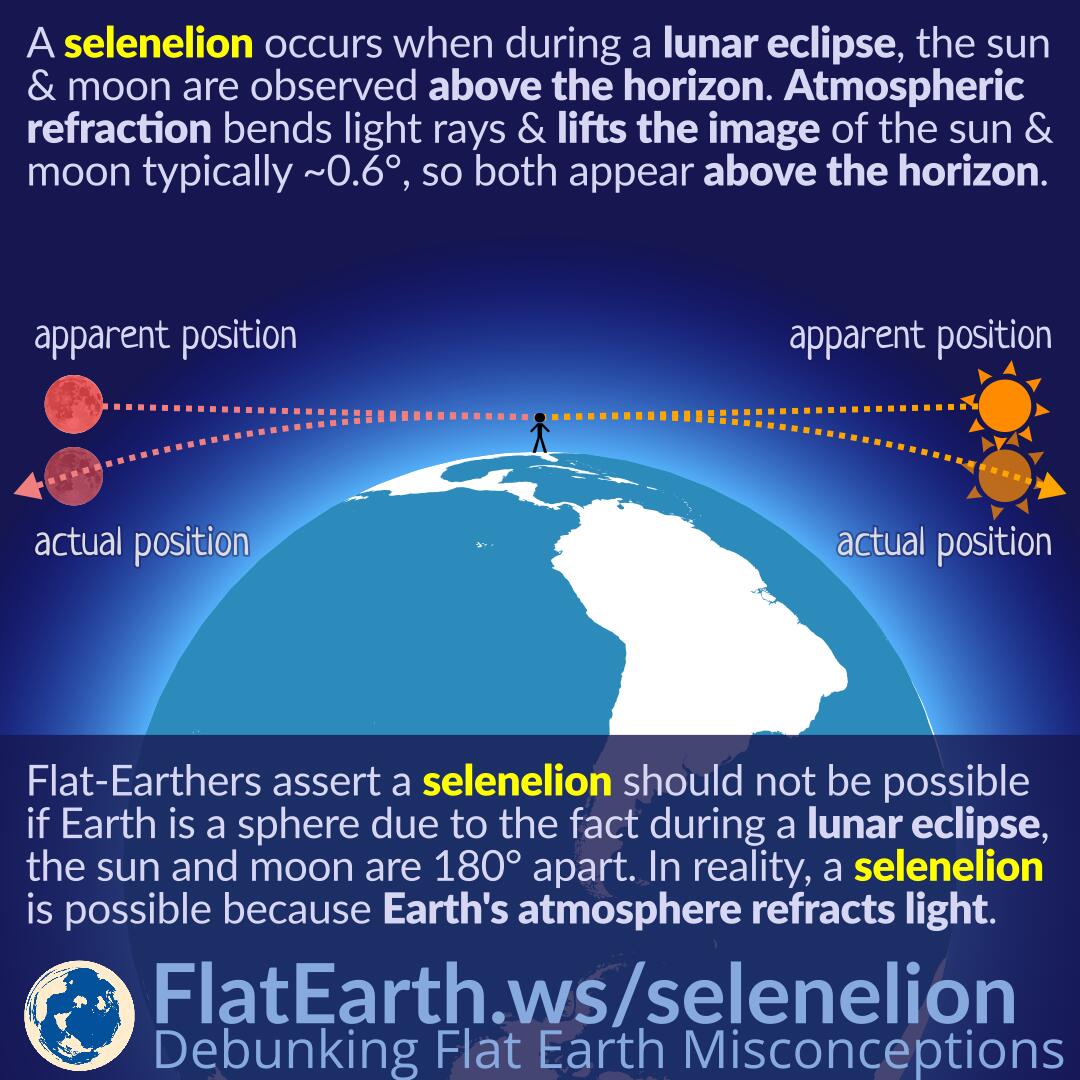 A selenelion occurs when during a lunar eclipse, the sun
& moon are observed above the horizon. Atmospheric
refraction bends light rays & lifts the image of the sun &
moon typically ~0.6°, so both appear above the horizon.
apparent position
apparent position
actual position
actual position
Flat-Earthers assert a selenelion should not be possible
if Earth is a sphere due to the fact during a lunar eclipse,
the sun and moon are 180° apart. In reality, a selenelion
is possible because Earth's atmosphere refracts light.
FlatEarth.ws/selenelion
Debunking Flat Earth Misconceptions